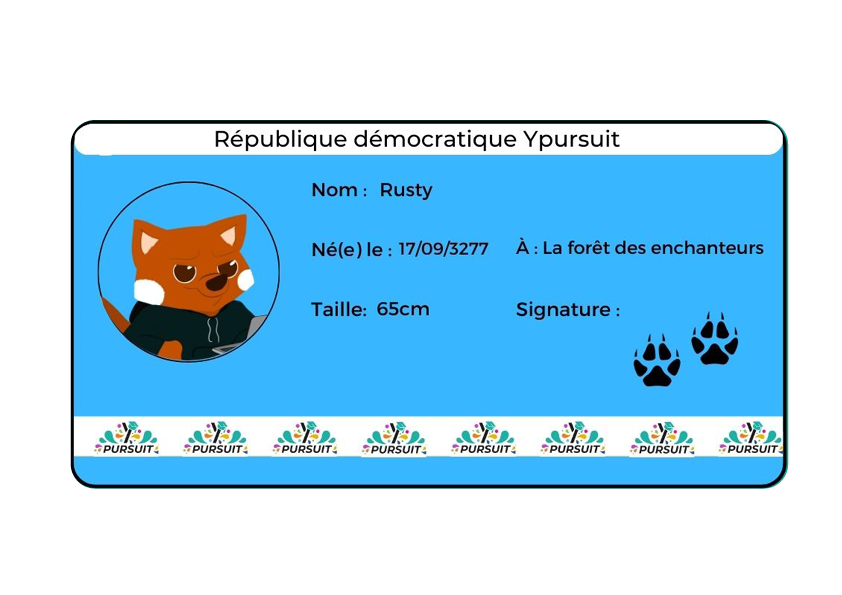 République démocratique Ypursuit
Nom : Rusty
Né(e) le : 17/09/3277 À : La forêt des enchanteurs
Taille: 65cm Signature :
Y PURSUIT Y PURSUIT Y PURSUIT Y PURSUIT Y PURSUIT Y PURSUIT Y PURSUIT Y PURSUIT